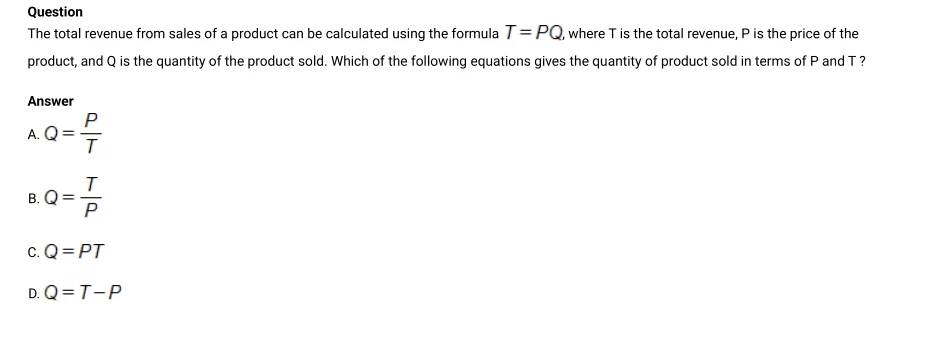 Question
The total revenue from sales of a product can be calculated using the formula T = PQ, where T is the total revenue, P is the price of the
product, and Q is the quantity of the product sold. Which of the following equations gives the quantity of product sold in terms of P and T ?
Answer
A. Q = P/T
B. Q = T/P
C. Q = PT
D. Q = T − P